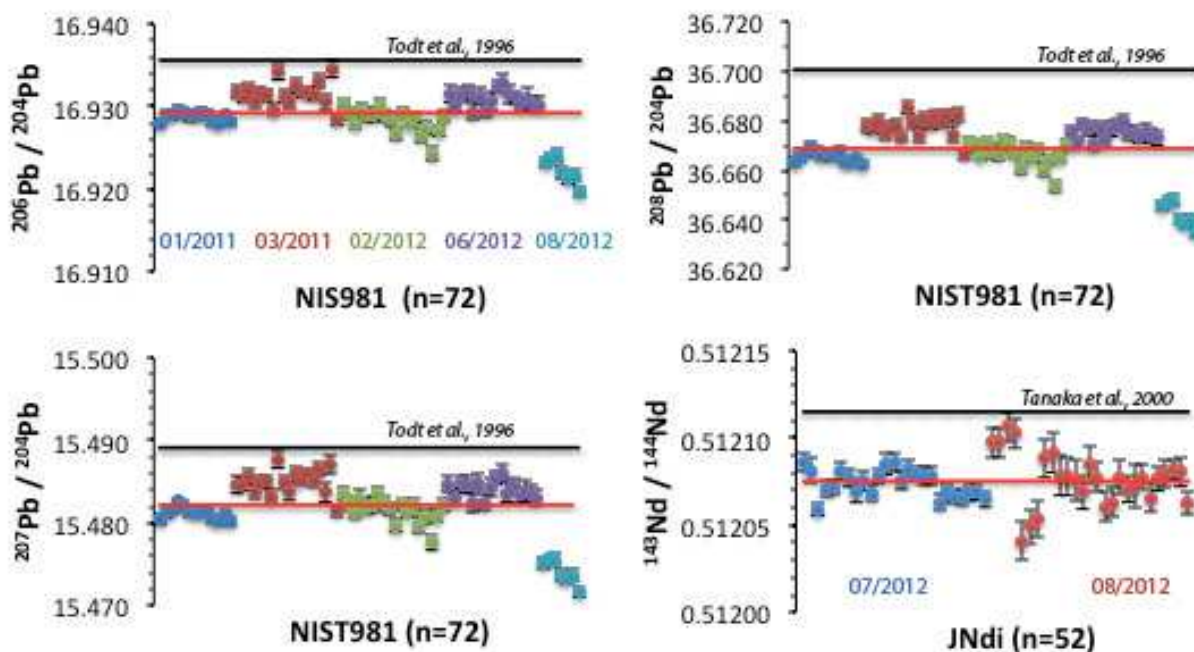 16.940
16.930
16.920
16.910
206Pb / 204Pb
Todt et al., 1996
01/2011 03/2011 02/2012 06/2012 08/2012
NIS981 (n=72)
36.720
36.700
36.680
36.660
36.640
36.620
208Pb / 204Pb
Todt et al., 1996
NIST981 (n=72)
15.500
15.490
15.480
15.470
207Pb / 204Pb
Todt et al., 1996
NIST981 (n=72)
0.51215
0.51210
0.51205
0.51200
143Nd / 144Nd
Tanaka et al., 2000
07/2012 08/2012
JNdi (n=52)